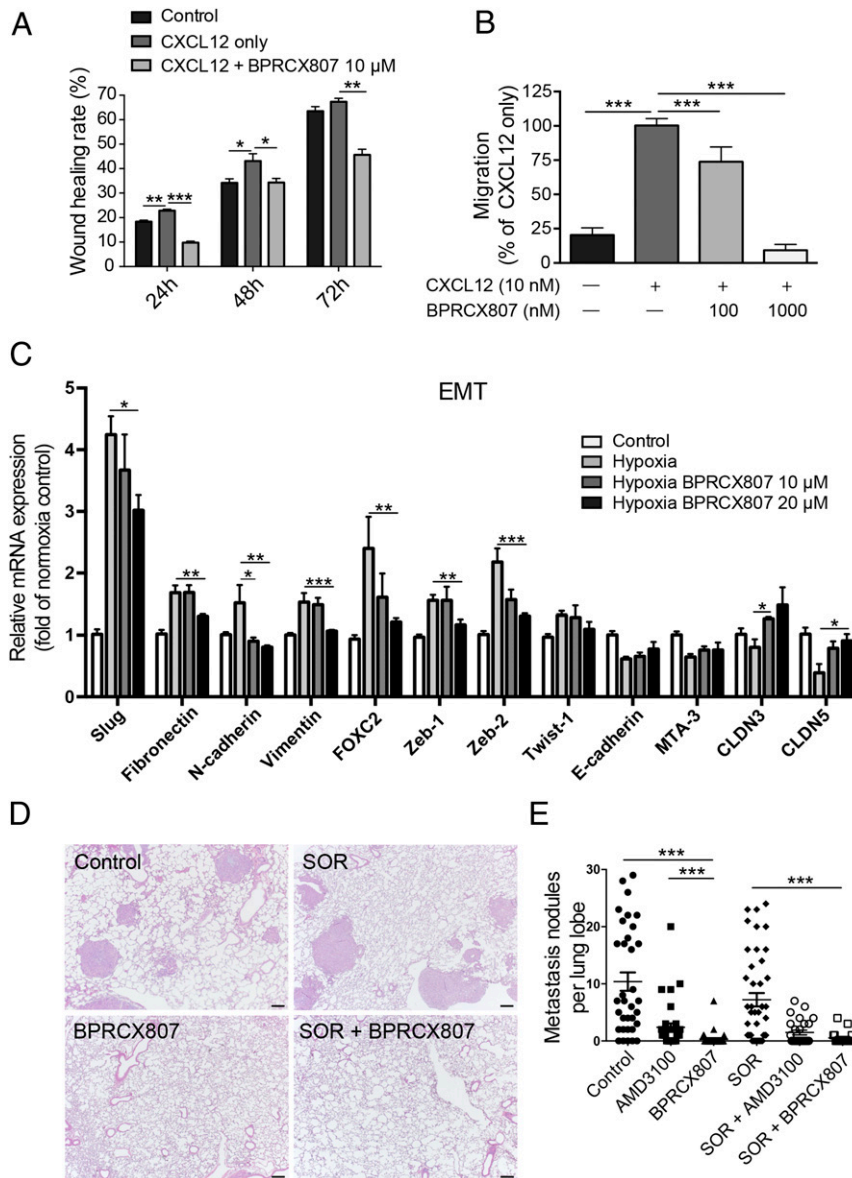 A
Control
CXCL12 only
CXCL12 + BPRCX807 10 µM
Wound healing rate (%)
70
60
50
40
30
20
10
0
** ***
* *
**
24h
48h
72h
B
Migration
(% of CXCL12 only)
125
100
75
50
25
0
***
*** ***
CXCL12 (10 nM) — + + +
BPRCX807 (nM) — — 100 1000
C
EMT
Relative mRNA expression
(fold of normoxia control)
5
4
3
2
1
0
Control
Hypoxia
Hypoxia BPRCX807 10 µM
Hypoxia BPRCX807 20 µM
*
**
**
*
***
**
**
***
*
*
Slug
Fibronectin
N-cadherin
Vimentin
FOXC2
Zeb-1
Zeb-2
Twist-1
E-cadherin
MTA-3
CLDN3
CLDN5
D
Control
SOR
BPRCX807
SOR + BPRCX807
E
Metastasis nodules
per lung lobe
30
20
10
0
***
***
***
Control
AMD3100
BPRCX807
SOR
SOR + AMD3100
SOR + BPRCX807